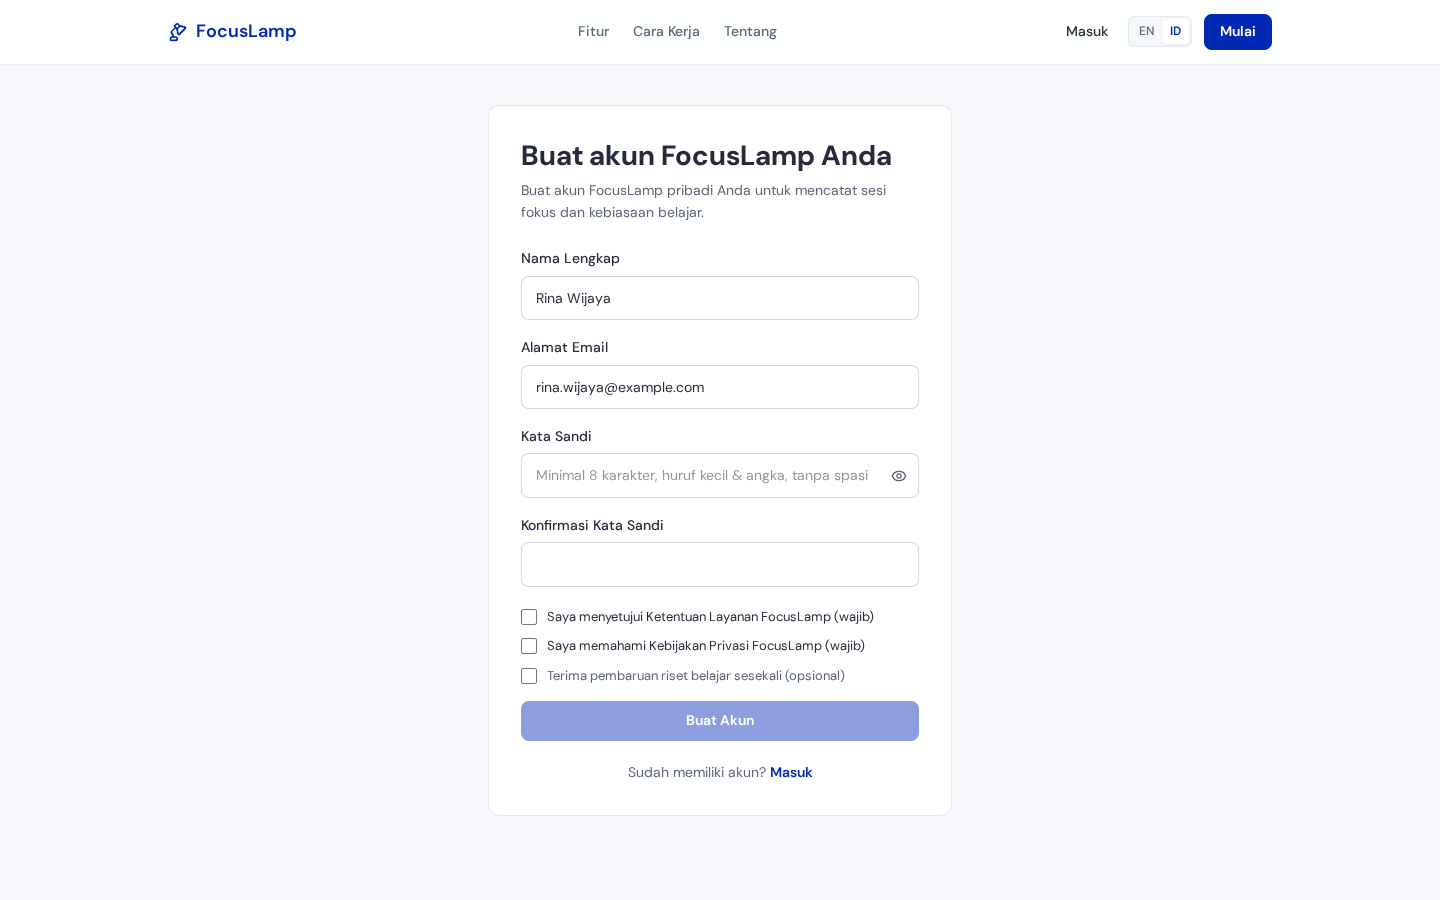 FocusLamp
Fitur
Cara Kerja
Tentang
Masuk
EN
ID
Mulai
Buat akun FocusLamp Anda
Buat akun FocusLamp pribadi Anda untuk mencatat sesi
fokus dan kebiasaan belajar.
Nama Lengkap
Rina Wijaya
Alamat Email
rina.wijaya@example.com
Kata Sandi
Minimal 8 karakter, huruf kecil & angka, tanpa spasi
Konfirmasi Kata Sandi
Saya menyetujui Ketentuan Layanan FocusLamp (wajib)
Saya memahami Kebijakan Privasi FocusLamp (wajib)
Terima pembaruan riset belajar sesekali (opsional)
Buat Akun
Sudah memiliki akun? Masuk